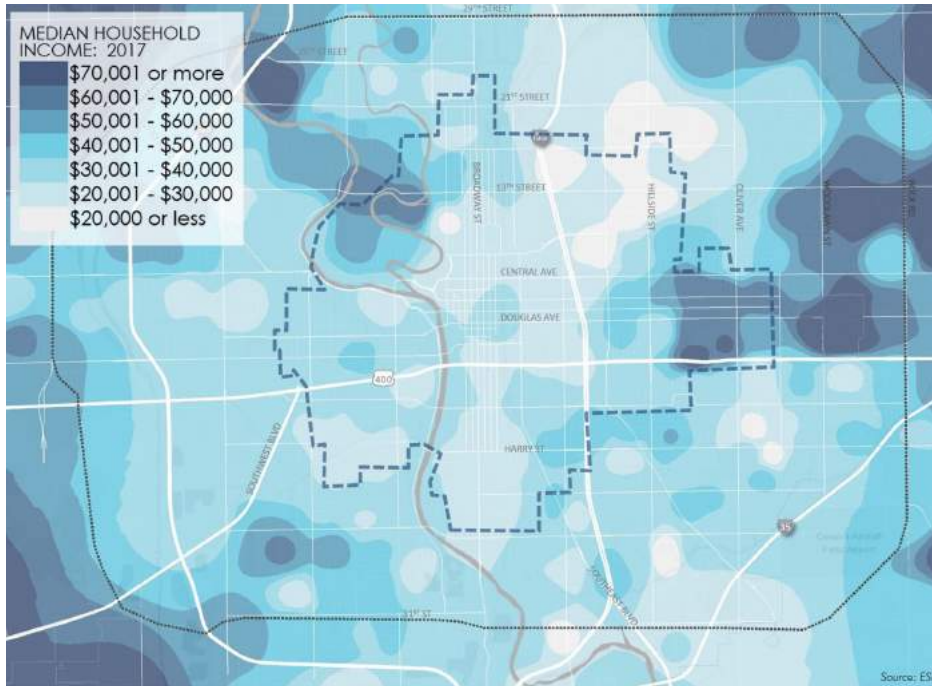 MEDIAN HOUSEHOLD
INCOME: 2017
$70,001 or more
$60,001 - $70,000
$50,001 - $60,000
$40,001 - $50,000
$30,001 - $40,000
$20,001 - $30,000
$20,000 or less
29TH STREET
21ST STREET
BROADWAY ST
13TH STREET
HILLSIDE ST
OLIVER AVE
CENTRAL AVE
DOUGLAS AVE
400
SOUTHWEST BLVD
HARRY ST
35
SOUTHEAST BLVD
31ST ST